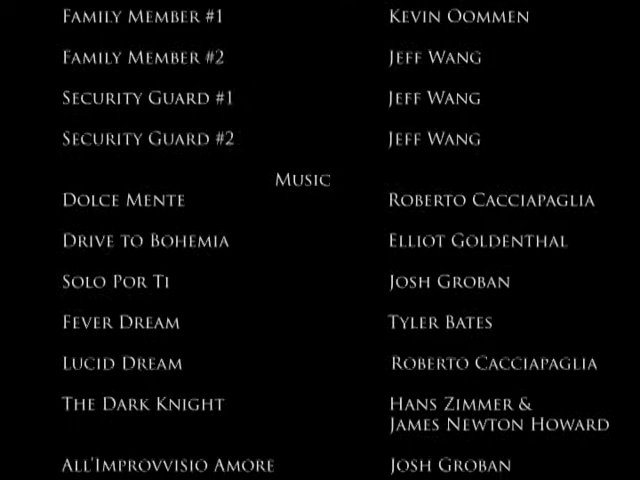 Family Member #1 Kevin Oommen
Family Member #2 Jeff Wang
Security Guard #1 Jeff Wang
Security Guard #2 Jeff Wang
Music
Dolce Mente Roberto Cacciapaglia
Drive to Bohemia Elliot Goldenthal
Solo Por Ti Josh Groban
Fever Dream Tyler Bates
Lucid Dream Roberto Cacciapaglia
The Dark Knight Hans Zimmer &
James Newton Howard
All'Improvvisio Amore Josh Groban